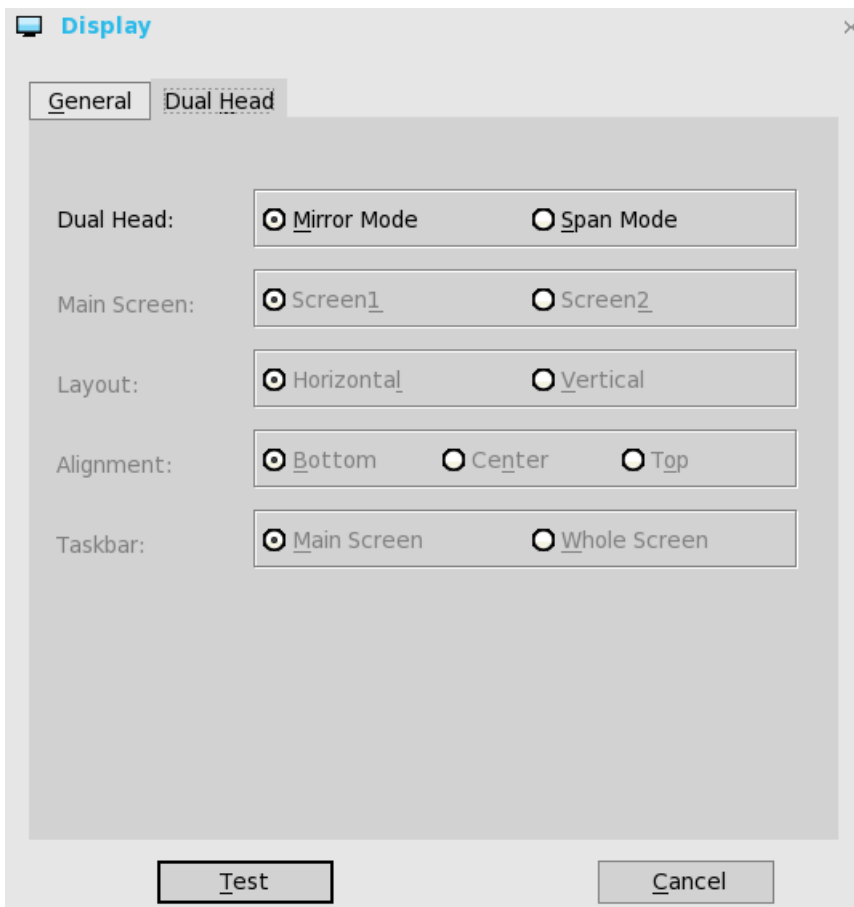 Display
General Dual Head
Dual Head: Mirror Mode Span Mode
Main Screen: Screen1 Screen2
Layout: Horizontal Vertical
Alignment: Bottom Center Top
Taskbar: Main Screen Whole Screen
Test Cancel